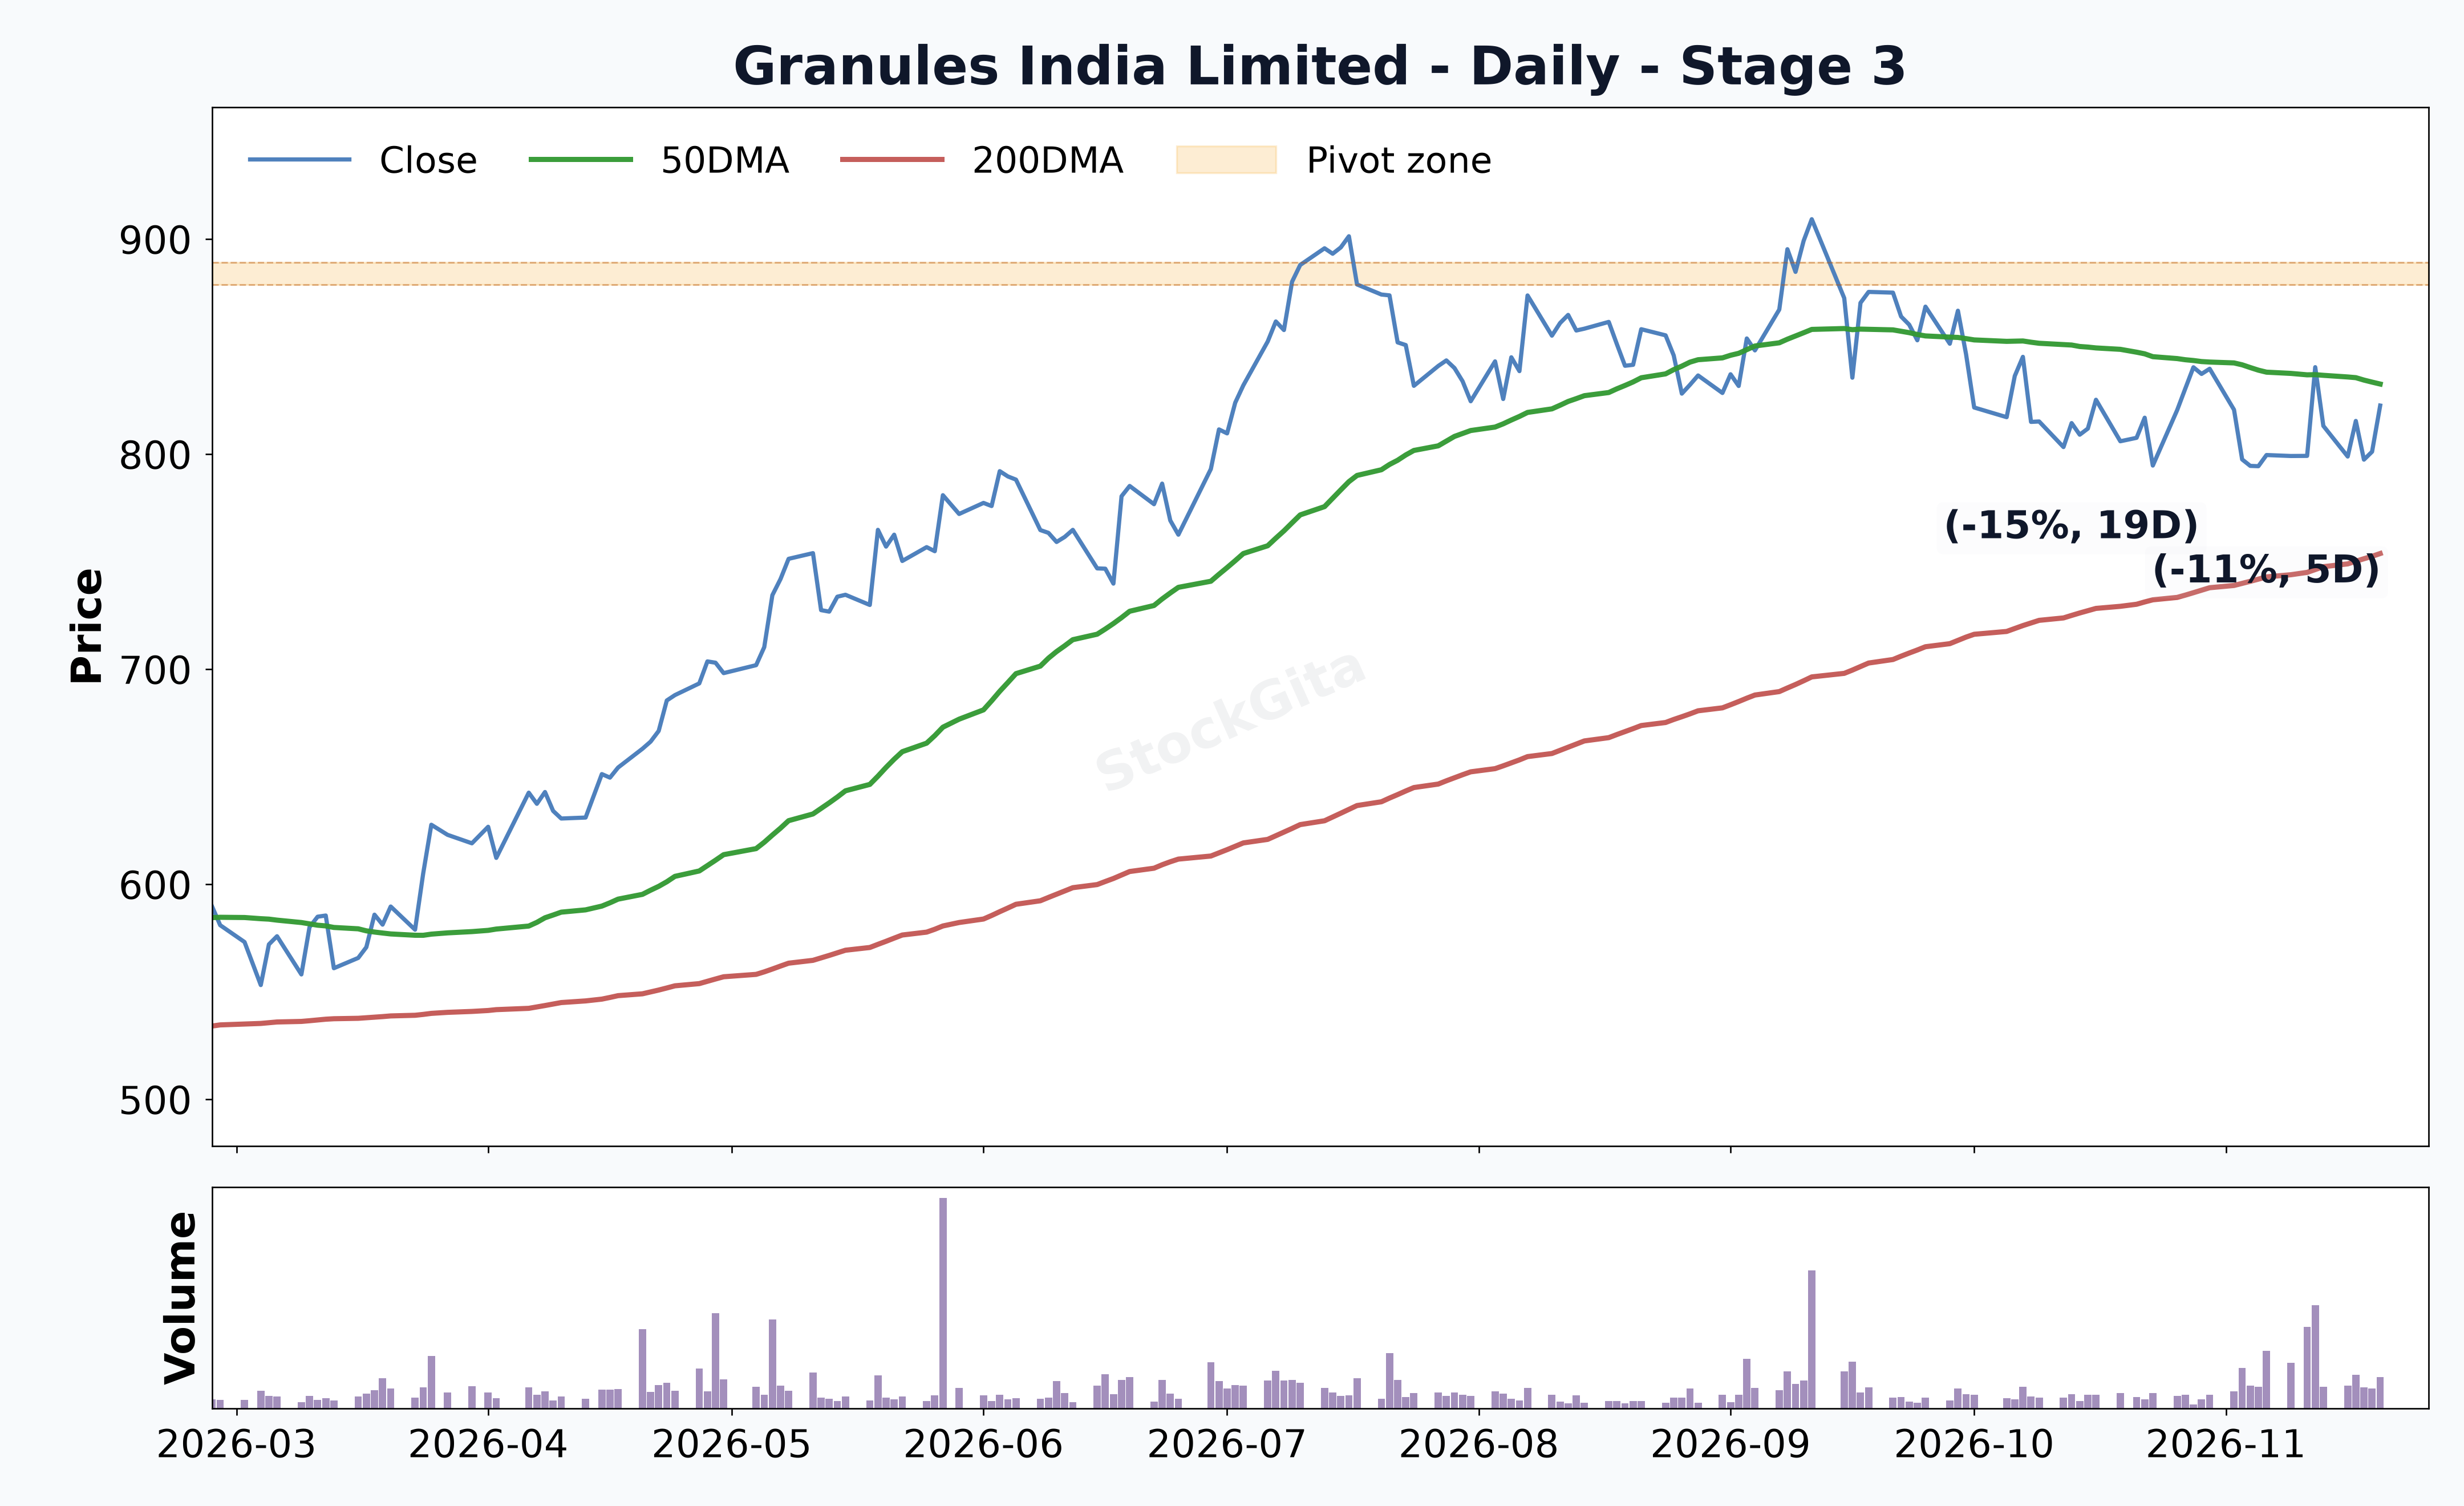 Granules India Limited - Daily - Stage 3
Close 50DMA 200DMA Pivot zone
900
800
700
600
500
Price
(-15%, 19D)
(-11%, 5D)
StockGita
Volume
2026-03 2026-04 2026-05 2026-06 2026-07 2026-08 2026-09 2026-10 2026-11